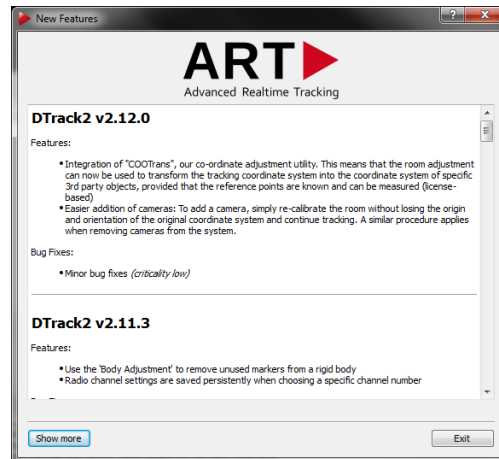 New Features
ART
Advanced Realtime Tracking
DTrack2 v2.12.0
Features:
• Integration of "COOTrans", our co-ordinate adjustment utility. This means that the room adjustment
can now be used to transform the tracking coordinate system into the coordinate system of specific
3rd party objects, provided that the reference points are known and can be measured (license-
based)
• Easier addition of cameras: To add a camera, simply re-calibrate the room without losing the origin
and orientation of the original coordinate system and continue tracking. A similar procedure applies
when removing cameras from the system.
Bug Fixes:
• Minor bug fixes (criticality low)
DTrack2 v2.11.3
Features:
• Use the 'Body Adjustment' to remove unused markers from a rigid body
• Radio channel settings are saved persistently when choosing a specific channel number
Show more
Exit